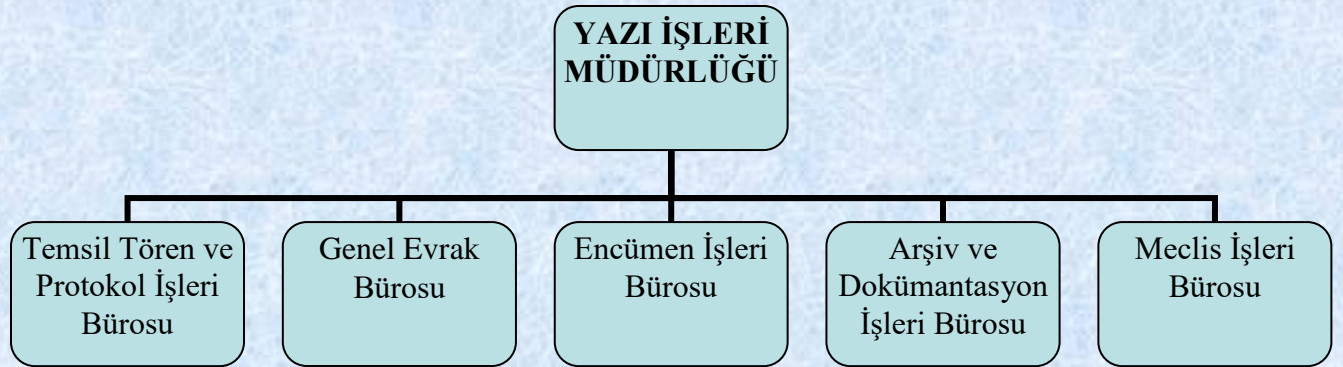 YAZI İŞLERİ
MÜDÜRLÜĞÜ
Temsil Tören ve
Protokol İşleri
Bürosu
Genel Evrak
Bürosu
Encümen İşleri
Bürosu
Arşiv ve
Dokümantasyon
İşleri Bürosu
Meclis İşleri
Bürosu